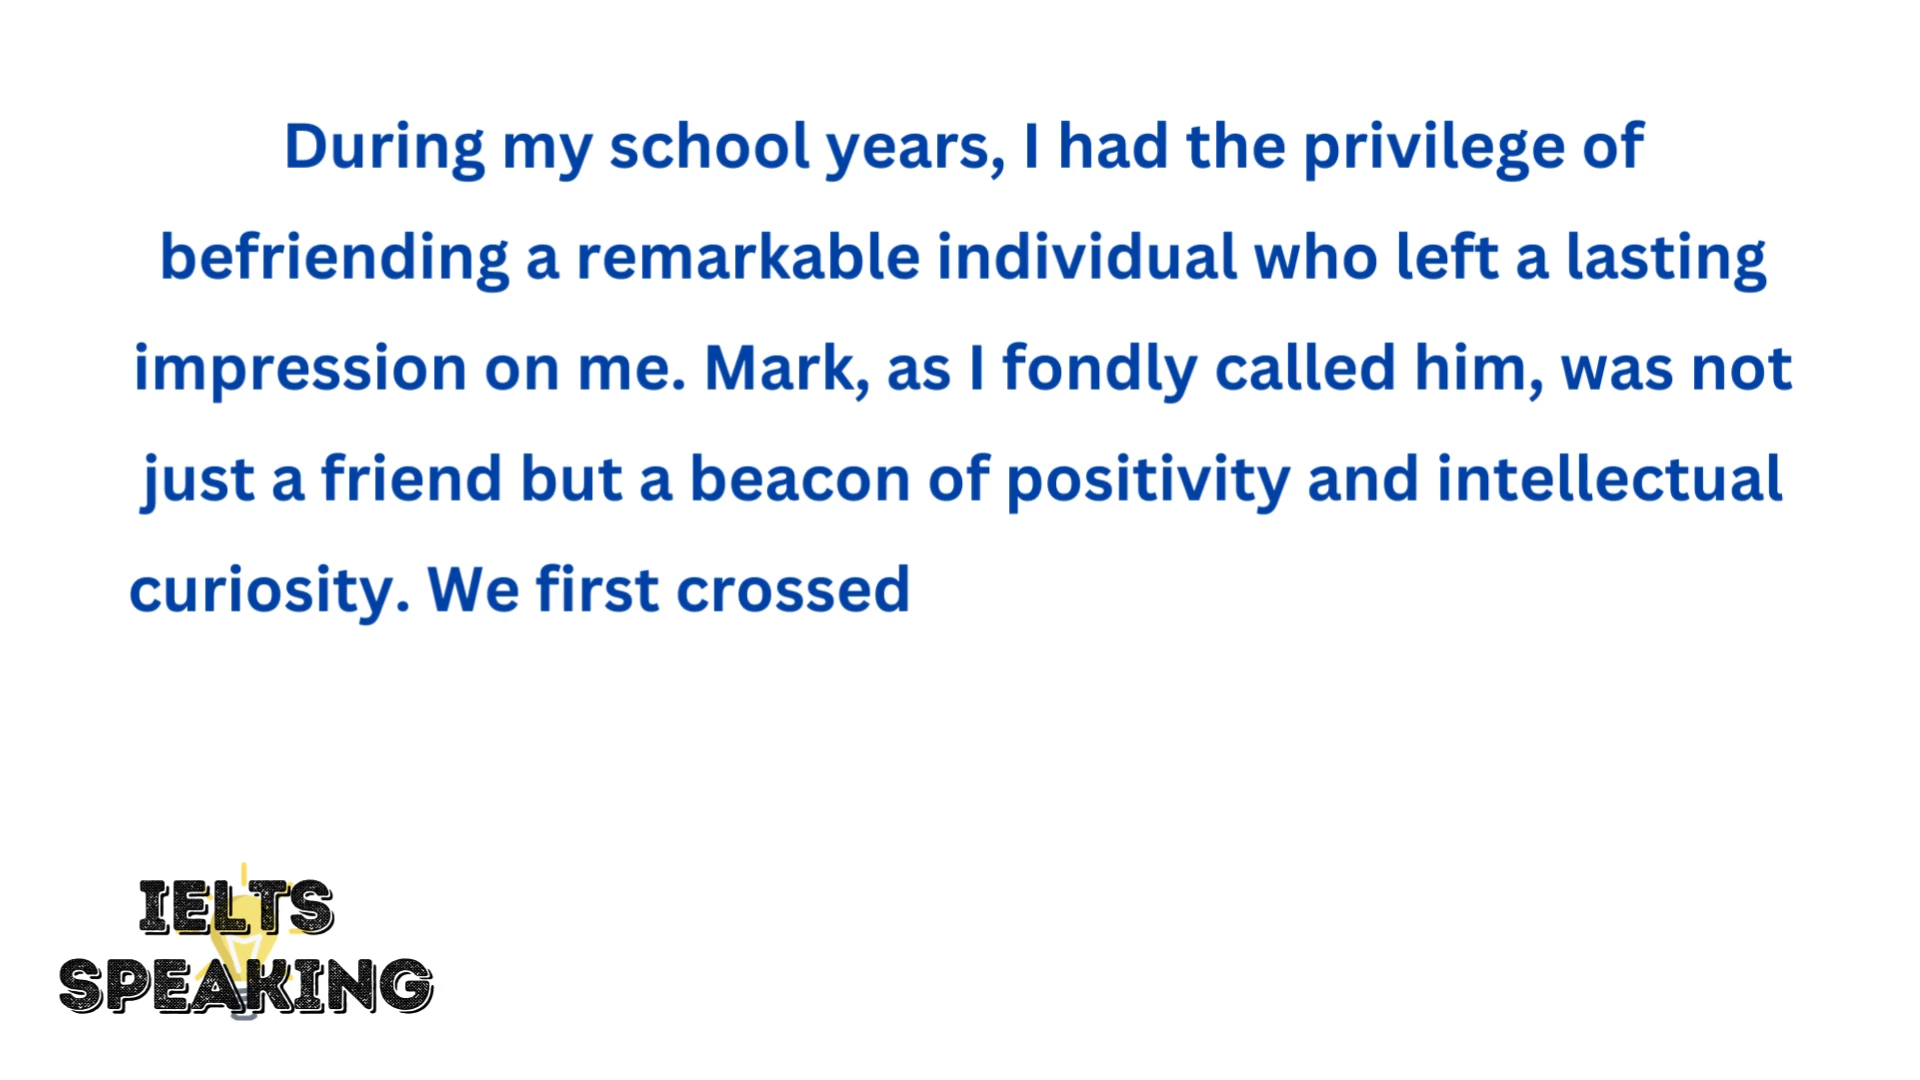 During my school years, I had the privilege of
befriending a remarkable individual who left a lasting
impression on me. Mark, as I fondly called him, was not
just a friend but a beacon of positivity and intellectual
curiosity. We first crossed
IELTS
SPEAKING